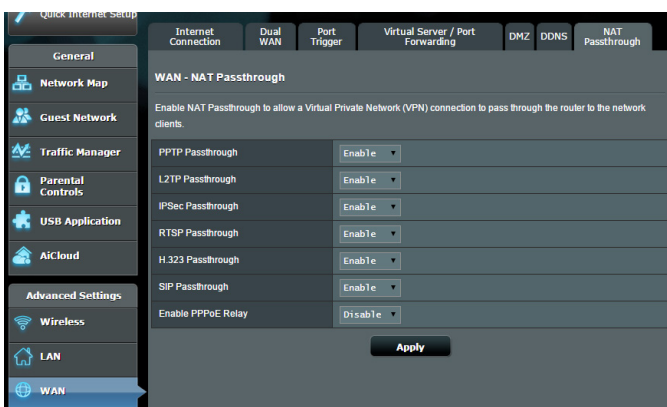 Quick Internet Setup
General
Network Map
Guest Network
Traffic Manager
Parental
Controls
USB Application
AiCloud
Advanced Settings
Wireless
LAN
WAN
Internet
Connection
Dual
WAN
Port
Trigger
Virtual Server / Port
Forwarding
DMZ
DDNS
NAT
Passthrough
WAN - NAT Passthrough
Enable NAT Passthrough to allow a Virtual Private Network (VPN) connection to pass through the router to the network
clients.
PPTP Passthrough Enable
L2TP Passthrough Enable
IPSec Passthrough Enable
RTSP Passthrough Enable
H.323 Passthrough Enable
SIP Passthrough Enable
Enable PPPoE Relay Disable
Apply